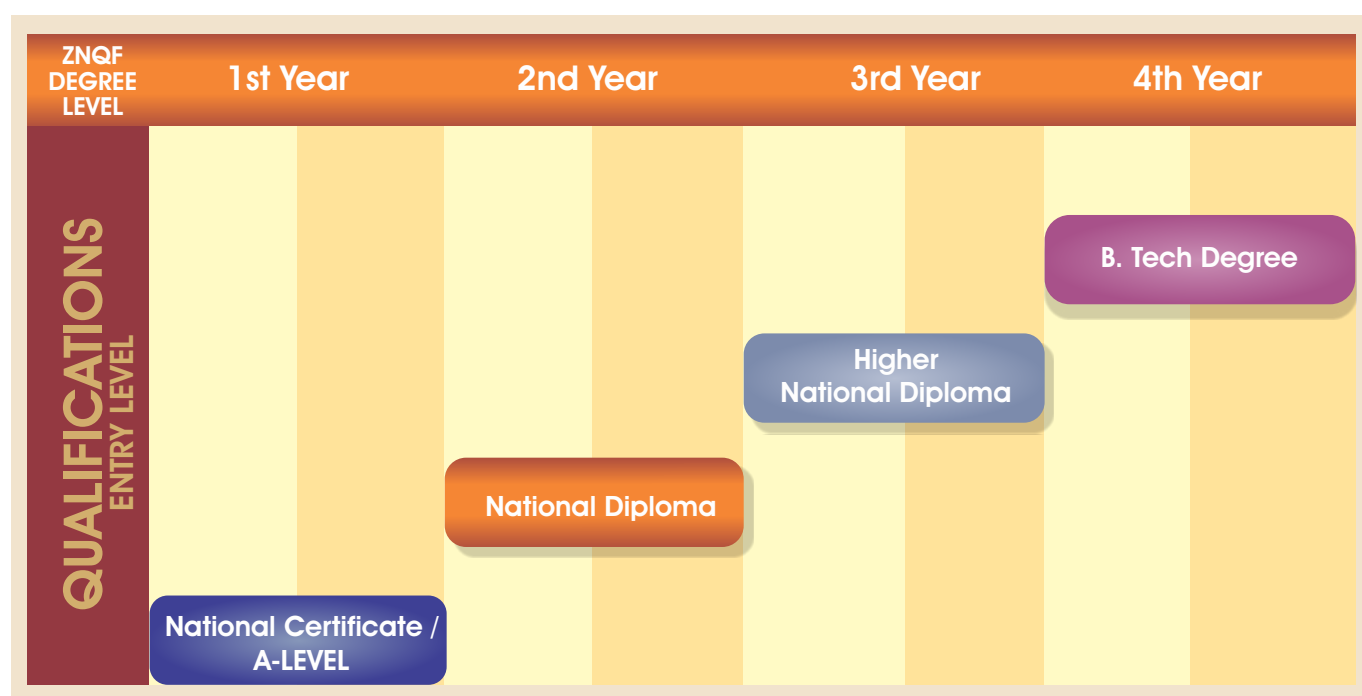 ZNQF
DEGREE
LEVEL
1st Year
2nd Year
3rd Year
4th Year
QUALIFICATIONS
ENTRY LEVEL
B. Tech Degree
Higher
National Diploma
National Diploma
National Certificate /
A-LEVEL